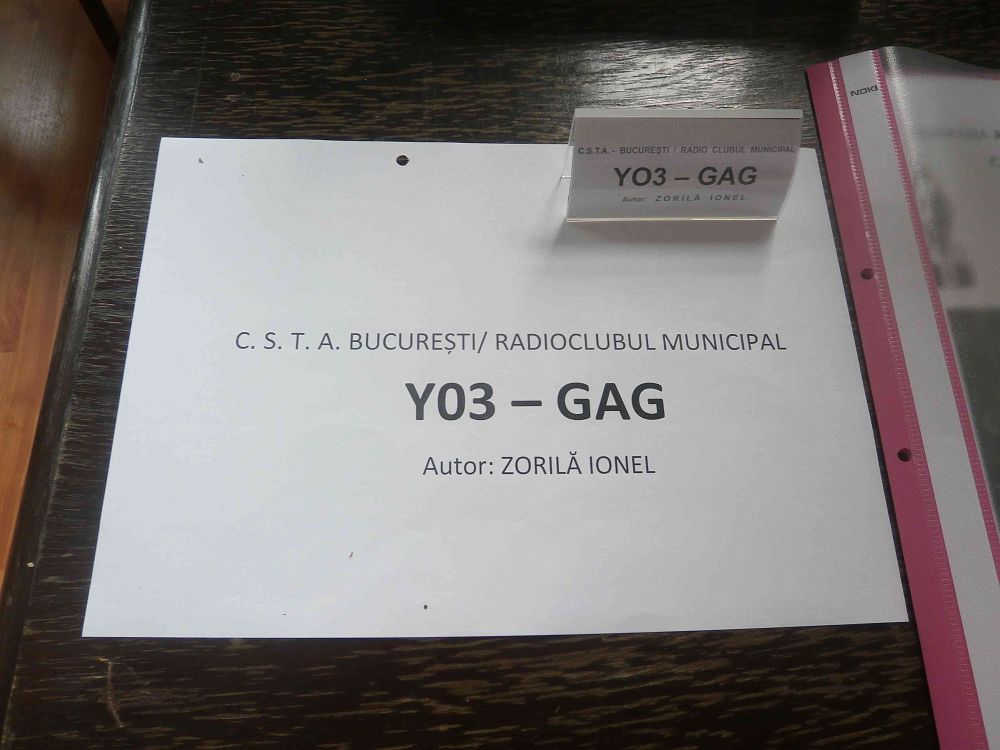 C.S.T.A. - BUCUREȘTI / RADIO CLUBUL MUNICIPAL
YO3 – GAG
Autor: ZORILĂ IONEL
C. S. T. A. BUCUREȘTI/ RADIOCLUBUL MUNICIPAL
Y03 – GAG
Autor: ZORILĂ IONEL